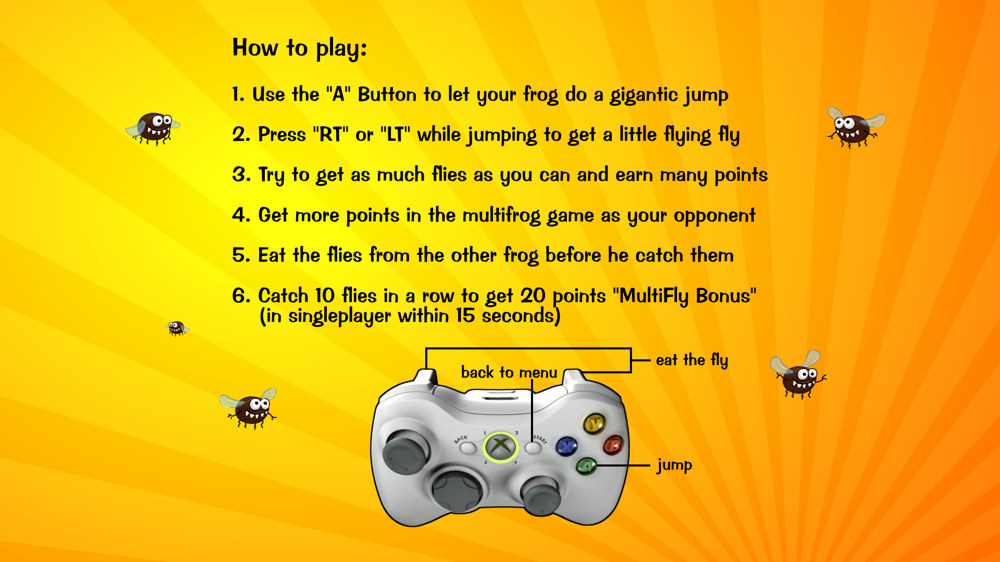 How to play:
1. Use the "A" Button to let your frog do a gigantic jump
2. Press "RT" or "LT" while jumping to get a little flying fly
3. Try to get as much flies as you can and earn many points
4. Get more points in the multifrog game as your opponent
5. Eat the flies from the other frog before he catch them
6. Catch 10 flies in a row to get 20 points "MultiFly Bonus"
(in singleplayer within 15 seconds)
eat the fly
back to menu
BACK
START
jump